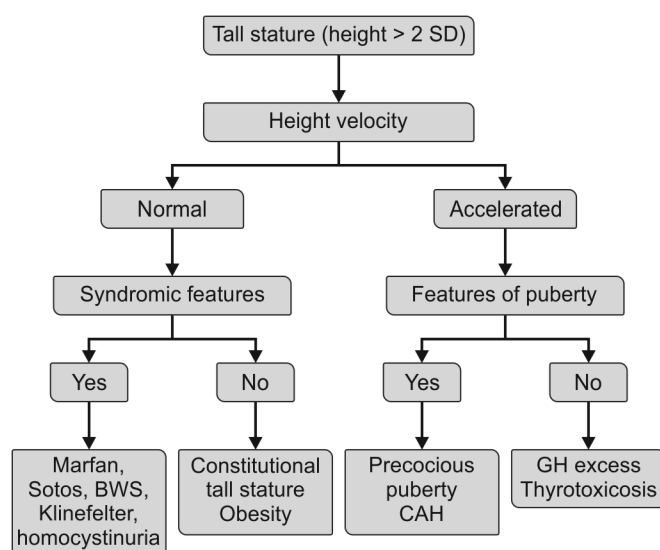 Tall stature (height > 2 SD)
Height velocity
Normal
Accelerated
Syndromic features
Features of puberty
Yes
No
Yes
No
Marfan,
Sotos, BWS,
Klinefelter,
homocystinuria
Constitutional
tall stature
Obesity
Precocious
puberty
CAH
GH excess
Thyrotoxicosis